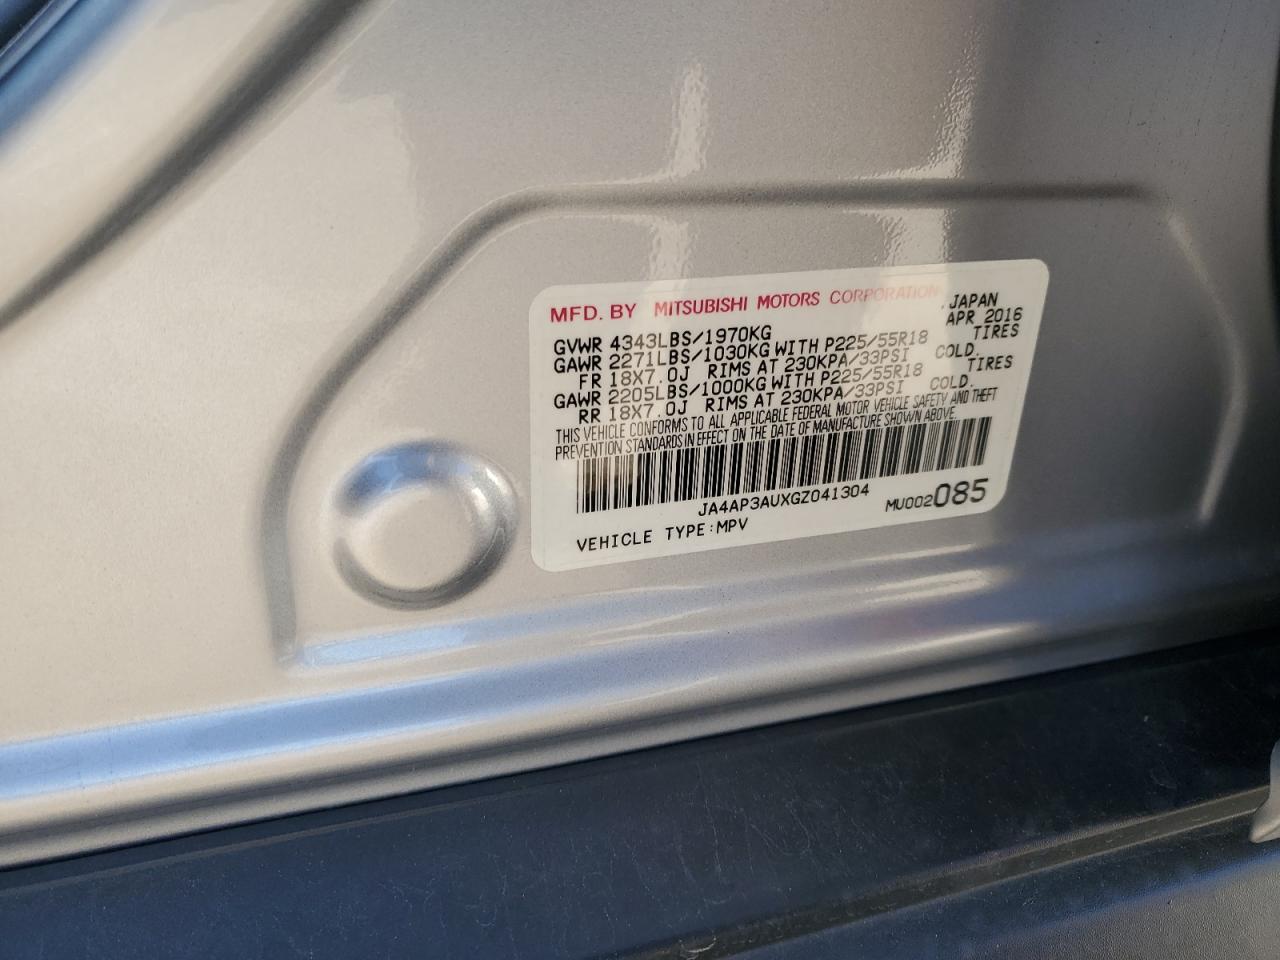 MFD. BY MITSUBISHI MOTORS CORPORATION, JAPAN
APR 2016
GVWR 4343LBS/1970KG
GAWR 2271LBS/1030KG WITH P225/55R18 TIRES
FR 18X7.0J RIMS AT 230KPA/33PSI COLD.
GAWR 2205LBS/1000KG WITH P225/55R18 TIRES
RR 18X7.0J RIMS AT 230KPA/33PSI COLD.
THIS VEHICLE CONFORMS TO ALL APPLICABLE FEDERAL MOTOR VEHICLE SAFETY AND THEFT
PREVENTION STANDARDS IN EFFECT ON THE DATE OF MANUFACTURE SHOWN ABOVE.
JA4AP3AUXGZ041304
MU002085
VEHICLE TYPE:MPV